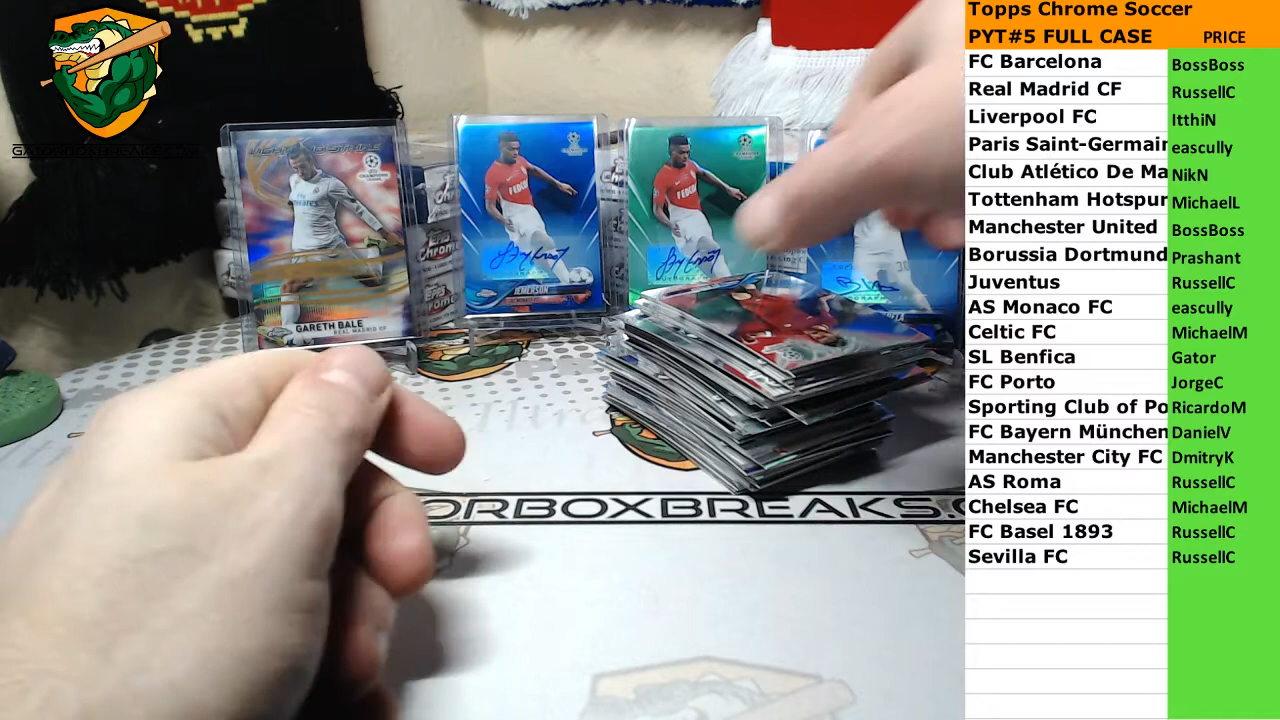 Topps Chrome Soccer
PYT#5 FULL CASE PRICE
FC Barcelona BossBoss
Real Madrid CF RussellC
Liverpool FC ItthiN
Paris Saint-Germain eascully
Club Atlético De Ma NikN
Tottenham Hotspur MichaelL
Manchester United BossBoss
Borussia Dortmund Prashant
Juventus RussellC
AS Monaco FC eascully
Celtic FC MichaelM
SL Benfica Gator
FC Porto JorgeC
Sporting Club of Po RicardoM
FC Bayern München DanielV
Manchester City FC DmitryK
AS Roma RussellC
Chelsea FC MichaelM
FC Basel 1893 RussellC
Sevilla FC RussellC
GARETH BALE
REAL MADRID CF
JEMERSON
Chrome
ORBOXBREAKS.C